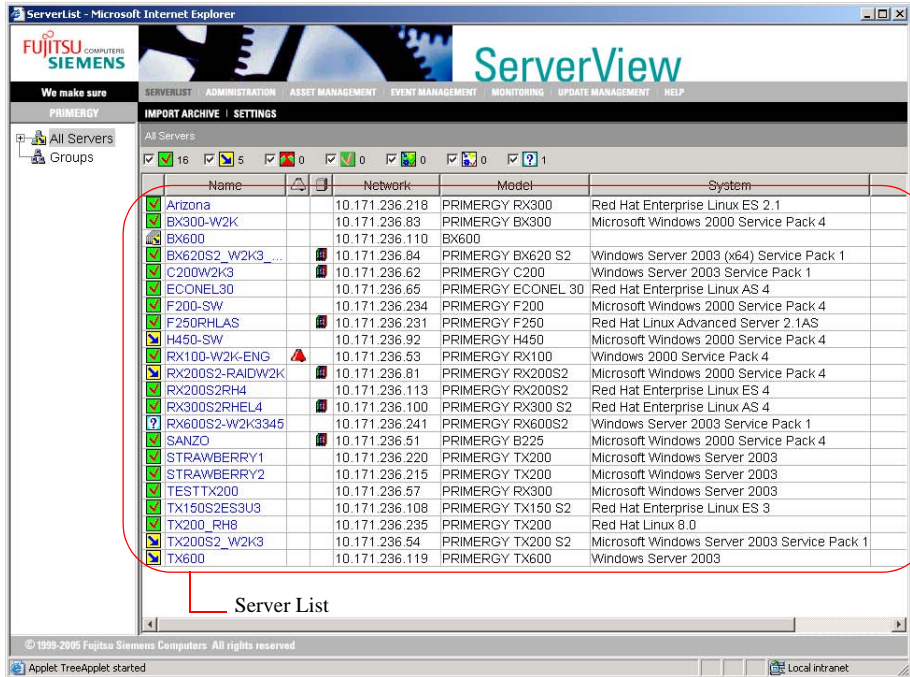 ServerList - Microsoft Internet Explorer
FUJITSU COMPUTERS
SIEMENS
ServerView
We make sure
SERVERLIST | ADMINISTRATION | ASSET MANAGEMENT | EVENT MANAGEMENT | MONITORING | UPDATE MANAGEMENT | HELP
PRIMERGY
IMPORT ARCHIVE | SETTINGS
All Servers
Groups
All Servers
16 5 0 0 0 0 ? 1
Name Network Model System
Arizona 10.171.236.218 PRIMERGY RX300 Red Hat Enterprise Linux ES 2.1
BX300-W2K 10.171.236.83 PRIMERGY BX300 Microsoft Windows 2000 Service Pack 4
BX600 10.171.236.110 BX600
BX620S2_W2K3_... 10.171.236.84 PRIMERGY BX620 S2 Windows Server 2003 (x64) Service Pack 1
C200W2K3 10.171.236.62 PRIMERGY C200 Windows Server 2003 Service Pack 1
ECONEL30 10.171.236.65 PRIMERGY ECONEL 30 Red Hat Enterprise Linux AS 4
F200-SW 10.171.236.234 PRIMERGY F200 Microsoft Windows 2000 Service Pack 4
F250RHLAS 10.171.236.231 PRIMERGY F250 Red Hat Linux Advanced Server 2.1AS
H450-SW 10.171.236.92 PRIMERGY H450 Microsoft Windows 2000 Service Pack 4
RX100-W2K-ENG 10.171.236.53 PRIMERGY RX100 Windows 2000 Service Pack 4
RX200S2-RAIDW2K 10.171.236.81 PRIMERGY RX200S2 Microsoft Windows 2000 Service Pack 4
RX200S2RH4 10.171.236.113 PRIMERGY RX200S2 Red Hat Enterprise Linux ES 4
RX300S2RHEL4 10.171.236.100 PRIMERGY RX300 S2 Red Hat Enterprise Linux AS 4
? RX600S2-W2K3345 10.171.236.241 PRIMERGY RX600S2 Windows Server 2003 Service Pack 1
SANZO 10.171.236.51 PRIMERGY B225 Microsoft Windows 2000 Service Pack 4
STRAWBERRY1 10.171.236.220 PRIMERGY TX200 Microsoft Windows Server 2003
STRAWBERRY2 10.171.236.215 PRIMERGY TX200 Microsoft Windows Server 2003
TESTTX200 10.171.236.57 PRIMERGY RX300 Microsoft Windows Server 2003
TX150S2ES3U3 10.171.236.108 PRIMERGY TX150 S2 Red Hat Enterprise Linux ES 3
TX200_RH8 10.171.236.235 PRIMERGY TX200 Red Hat Linux 8.0
TX200S2_W2K3 10.171.236.54 PRIMERGY TX200 S2 Microsoft Windows Server 2003 Service Pack 1
TX600 10.171.236.119 PRIMERGY TX600 Windows Server 2003
Server List
© 1999-2005 Fujitsu Siemens Computers All rights reserved
Applet TreeApplet started Local intranet